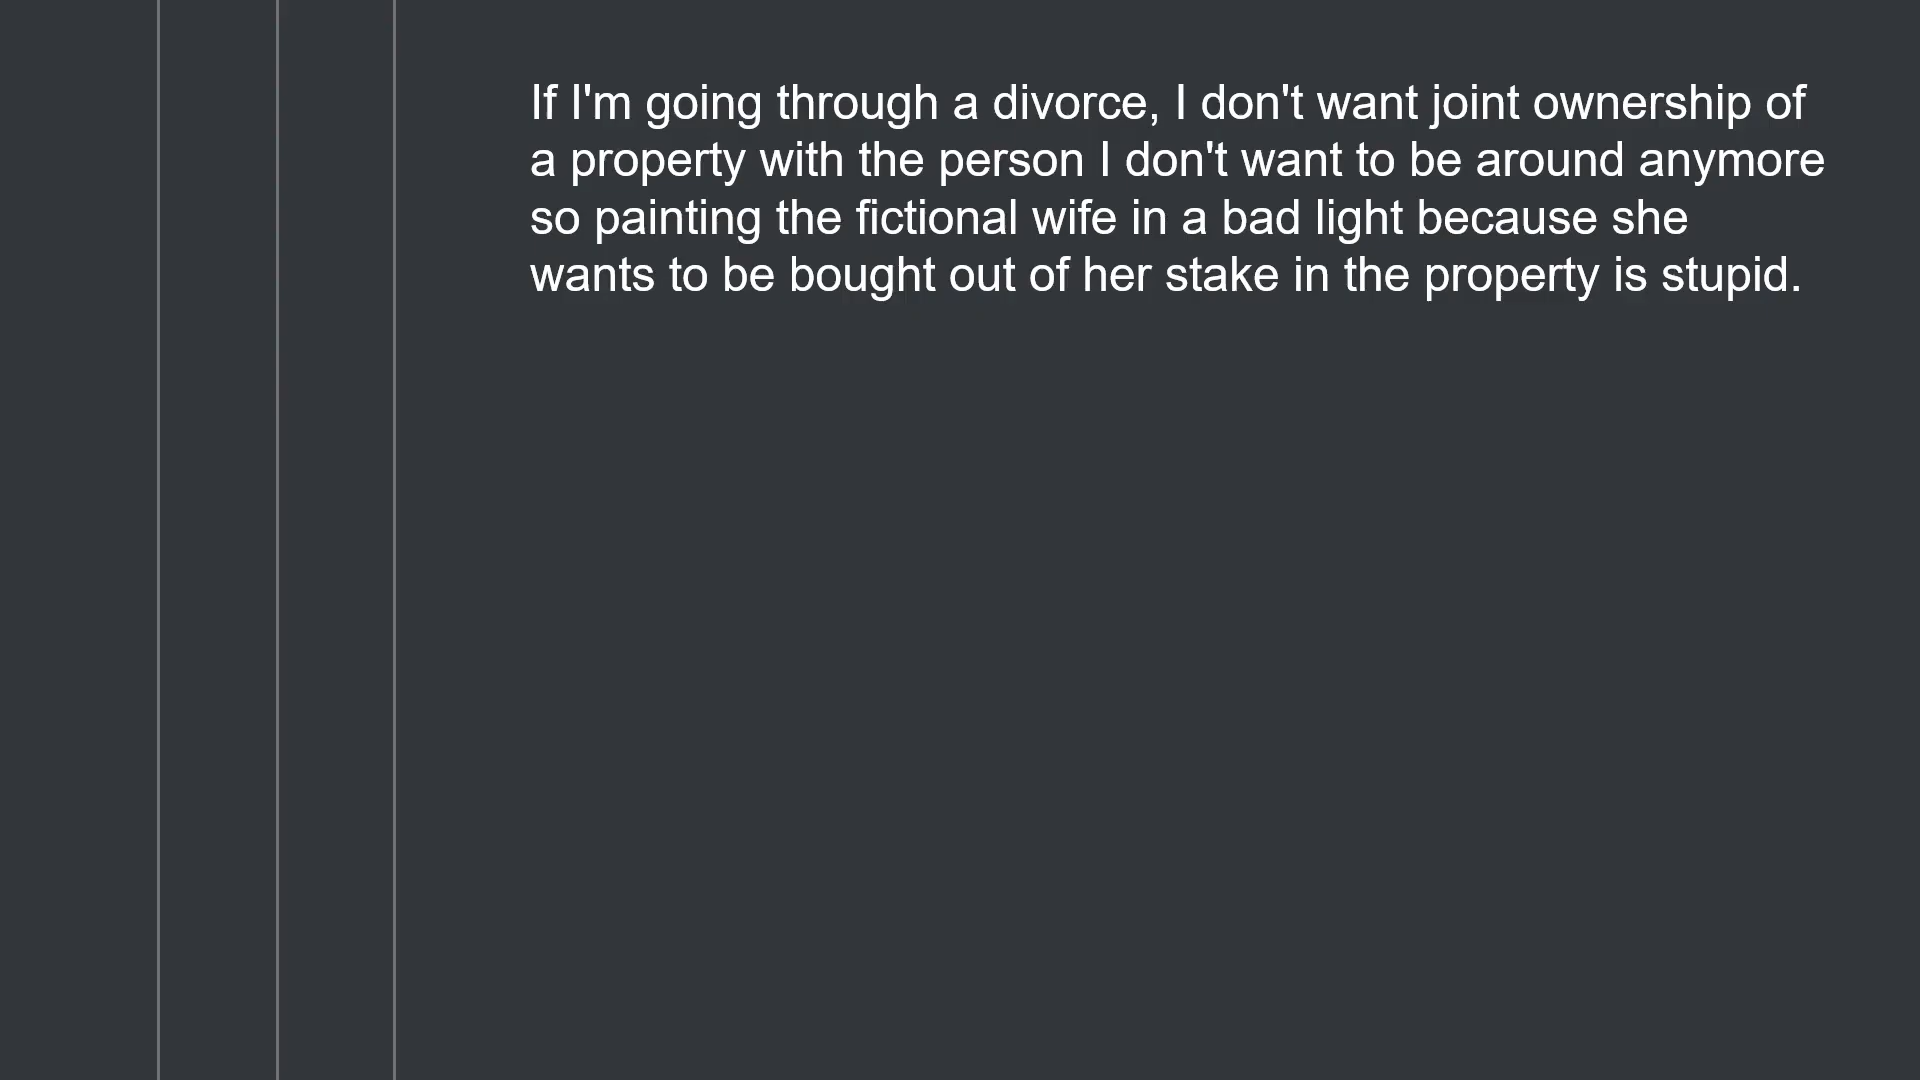 If I'm going through a divorce, I don't want joint ownership of
a property with the person I don't want to be around anymore
so painting the fictional wife in a bad light because she
wants to be bought out of her stake in the property is stupid.